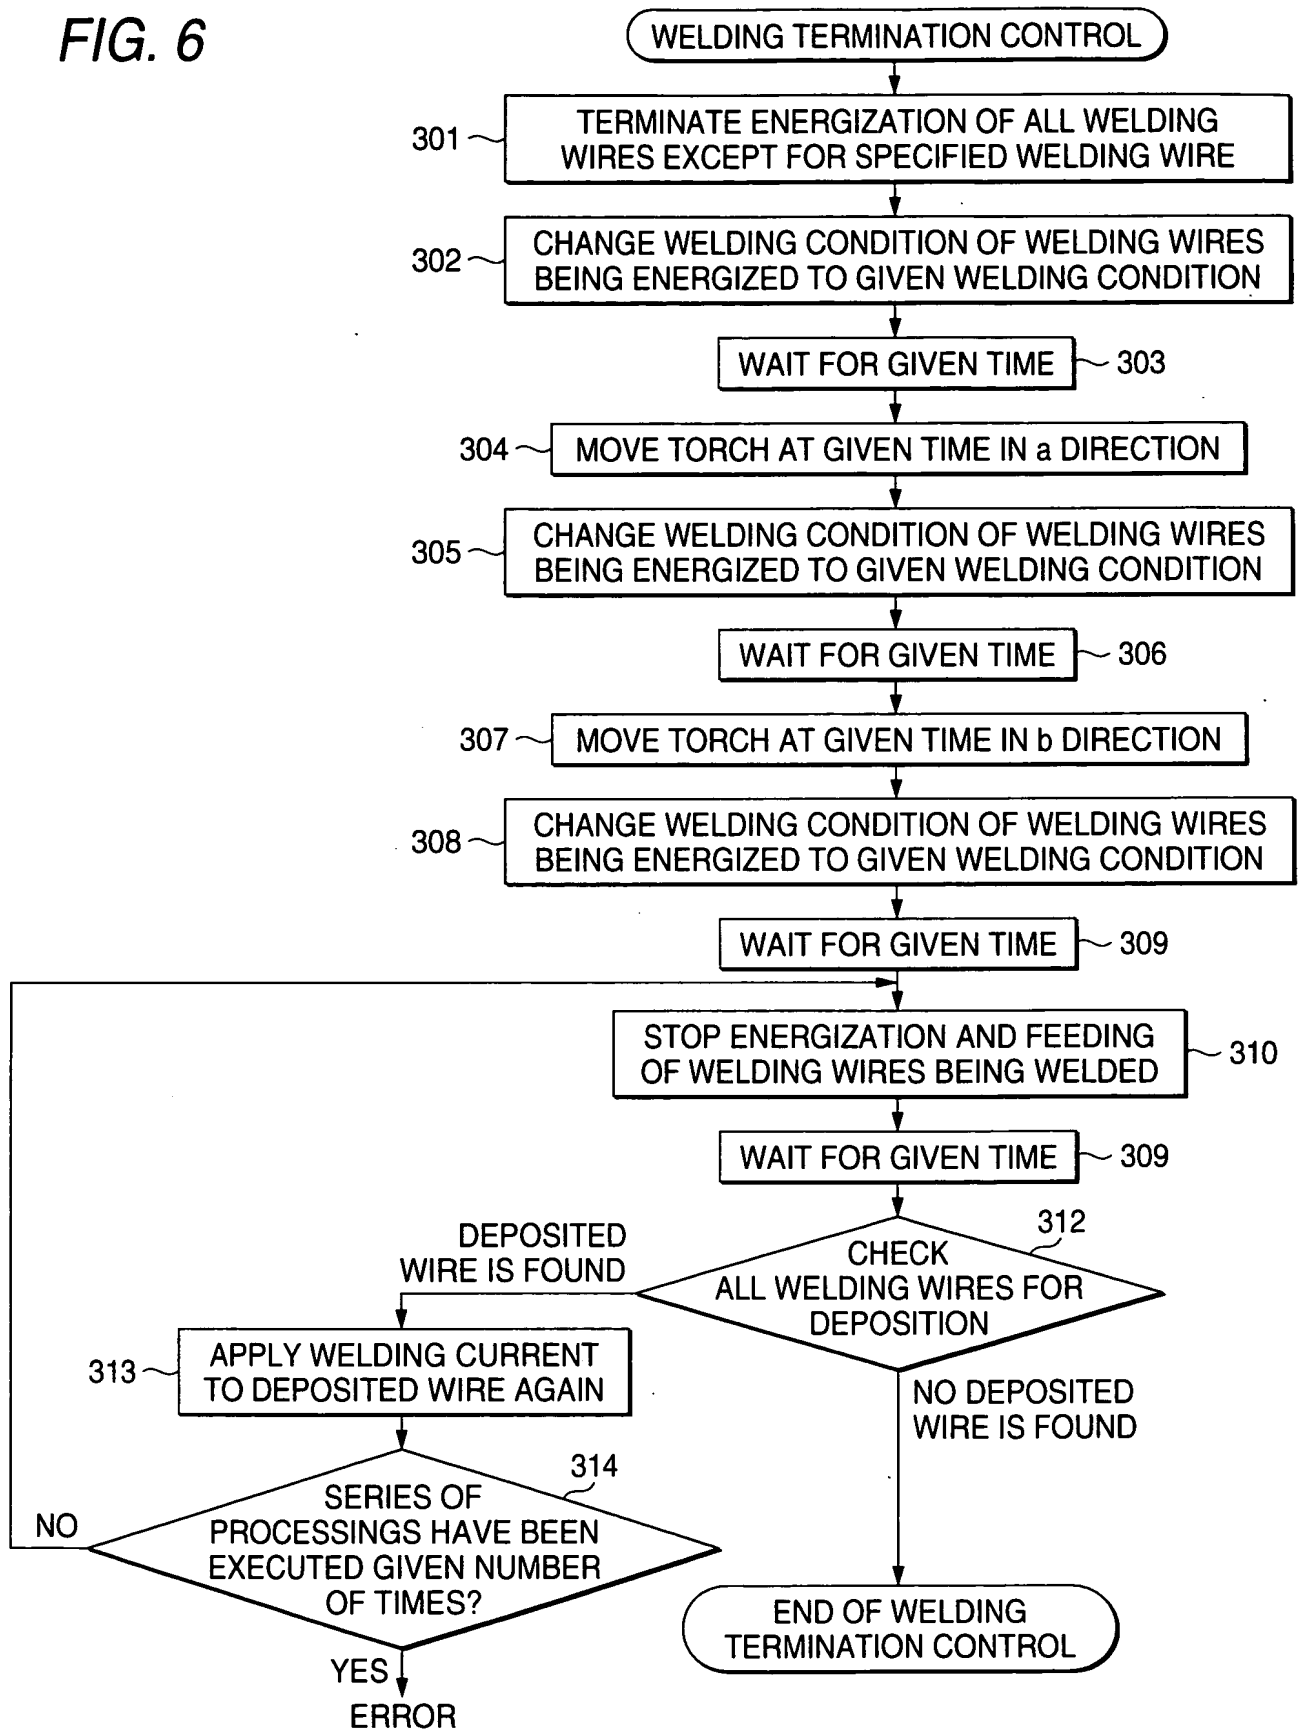 FIG. 6
WELDING TERMINATION CONTROL
301
TERMINATE ENERGIZATION OF ALL WELDING
WIRES EXCEPT FOR SPECIFIED WELDING WIRE
302
CHANGE WELDING CONDITION OF WELDING WIRES
BEING ENERGIZED TO GIVEN WELDING CONDITION
WAIT FOR GIVEN TIME
303
304
MOVE TORCH AT GIVEN TIME IN a DIRECTION
305
CHANGE WELDING CONDITION OF WELDING WIRES
BEING ENERGIZED TO GIVEN WELDING CONDITION
WAIT FOR GIVEN TIME
306
307
MOVE TORCH AT GIVEN TIME IN b DIRECTION
308
CHANGE WELDING CONDITION OF WELDING WIRES
BEING ENERGIZED TO GIVEN WELDING CONDITION
WAIT FOR GIVEN TIME
309
STOP ENERGIZATION AND FEEDING
OF WELDING WIRES BEING WELDED
310
WAIT FOR GIVEN TIME
309
312
CHECK
ALL WELDING WIRES FOR
DEPOSITION
DEPOSITED
WIRE IS FOUND
313
APPLY WELDING CURRENT
TO DEPOSITED WIRE AGAIN
NO DEPOSITED
WIRE IS FOUND
314
SERIES OF
PROCESSINGS HAVE BEEN
EXECUTED GIVEN NUMBER
OF TIMES?
NO
YES
ERROR
END OF WELDING
TERMINATION CONTROL